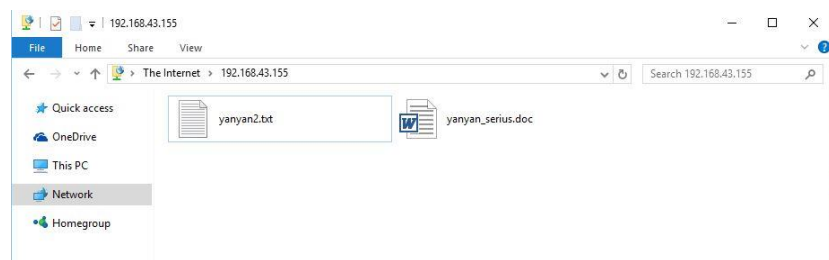 192.168.43.155
File Home Share View
The Internet > 192.168.43.155
Search 192.168.43.155
Quick access
OneDrive
This PC
Network
Homegroup
yanyan2.txt
yanyan_serius.doc